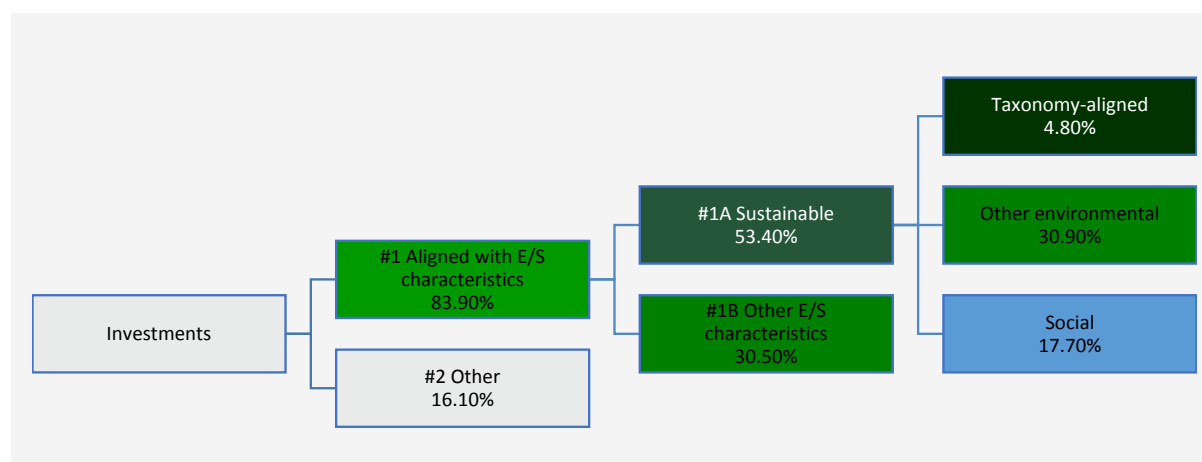 Investments
#1 Aligned with E/S
characteristics
83.90%
#2 Other
16.10%
#1A Sustainable
53.40%
#1B Other E/S
characteristics
30.50%
Taxonomy-aligned
4.80%
Other environmental
30.90%
Social
17.70%